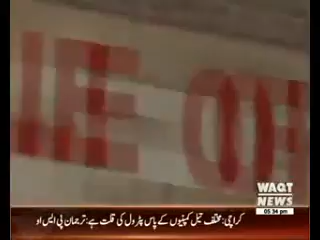 WAQT
NEWS
05:34 pm
کراچی: مختلف تیل کمپنیوں کے پاس پٹرول کی قلت ہے: ترجمان پی ایس او